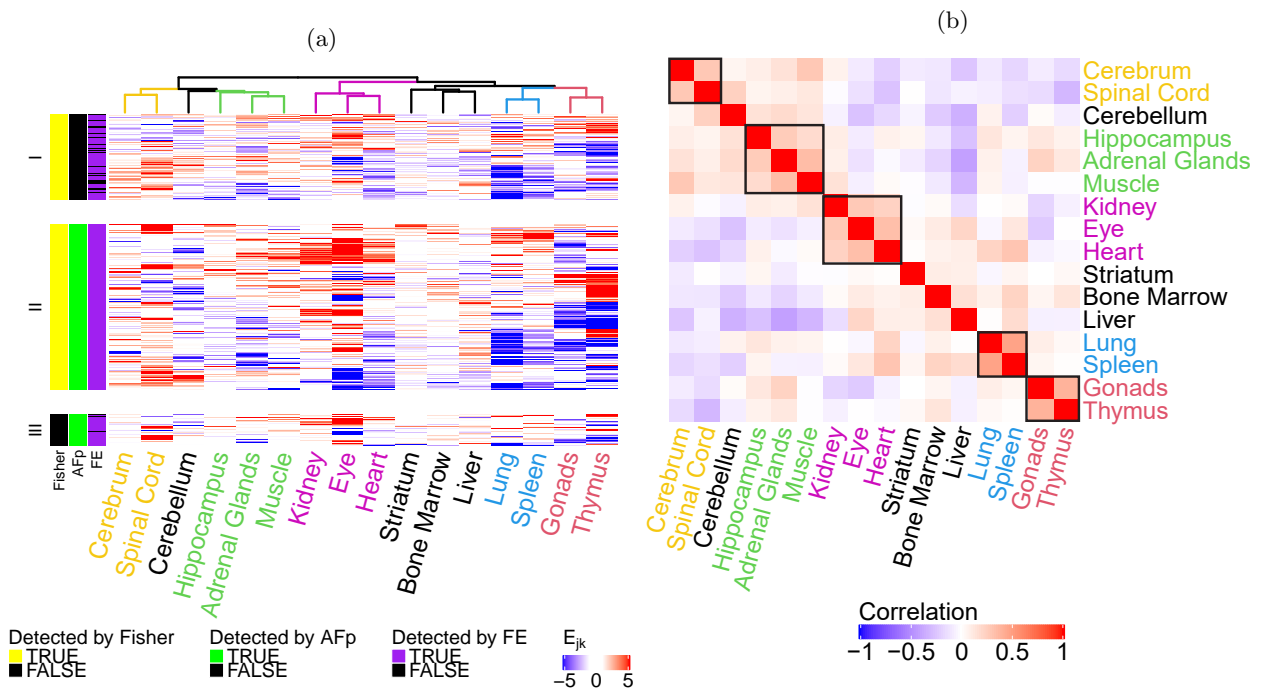 (a)
I
II
III
Fisher
AFp
FE
Cerebrum
Spinal Cord
Cerebellum
Hippocampus
Adrenal Glands
Muscle
Kidney
Eye
Heart
Striatum
Bone Marrow
Liver
Lung
Spleen
Gonads
Thymus
Detected by Fisher
TRUE
FALSE
Detected by AFp
TRUE
FALSE
Detected by FE
TRUE
FALSE
E_jk
−5 0 5
(b)
Cerebrum
Spinal Cord
Cerebellum
Hippocampus
Adrenal Glands
Muscle
Kidney
Eye
Heart
Striatum
Bone Marrow
Liver
Lung
Spleen
Gonads
Thymus
Cerebrum
Spinal Cord
Cerebellum
Hippocampus
Adrenal Glands
Muscle
Kidney
Eye
Heart
Striatum
Bone Marrow
Liver
Lung
Spleen
Gonads
Thymus
Correlation
−1 −0.5 0 0.5 1